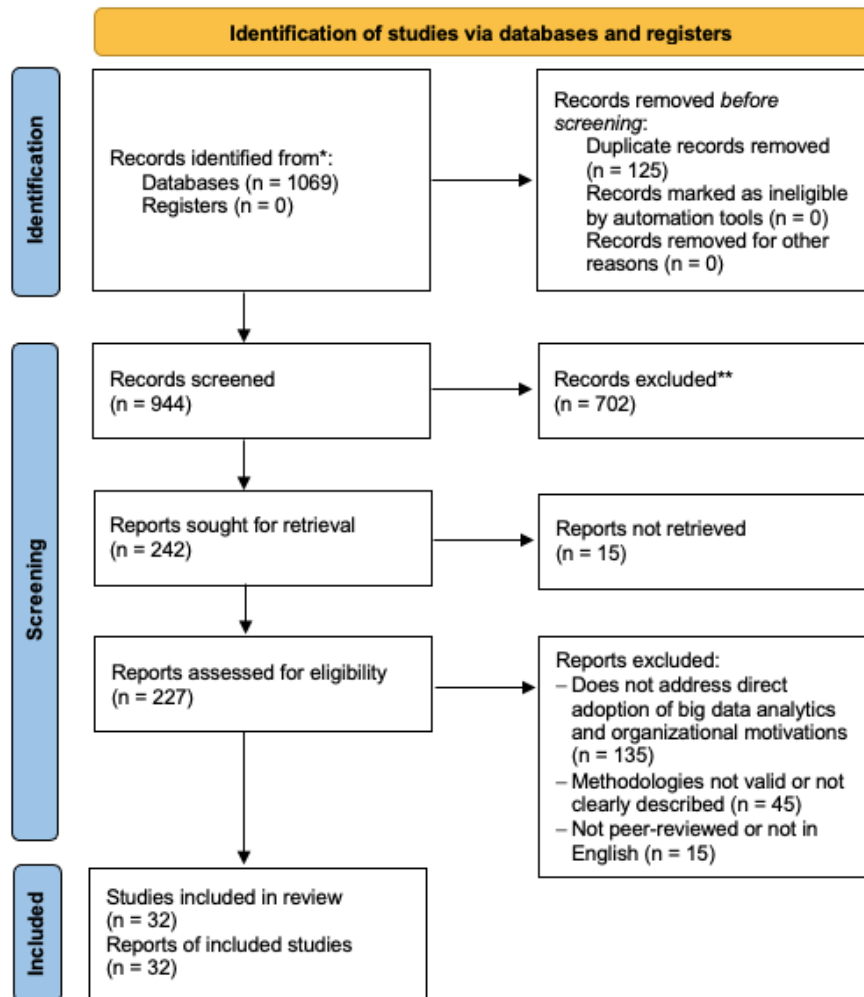 Identification of studies via databases and registers
Identification
Records identified from*:
Databases (n = 1069)
Registers (n = 0)
Records removed before
screening:
Duplicate records removed
(n = 125)
Records marked as ineligible
by automation tools (n = 0)
Records removed for other
reasons (n = 0)
Screening
Records screened
(n = 944)
Records excluded**
(n = 702)
Reports sought for retrieval
(n = 242)
Reports not retrieved
(n = 15)
Reports assessed for eligibility
(n = 227)
Reports excluded:
– Does not address direct
adoption of big data analytics
and organizational motivations
(n = 135)
– Methodologies not valid or not
clearly described (n = 45)
– Not peer-reviewed or not in
English (n = 15)
Included
Studies included in review
(n = 32)
Reports of included studies
(n = 32)